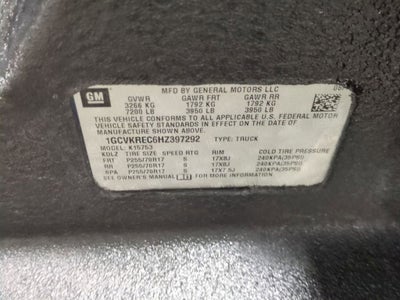 GM
MFD BY GENERAL MOTORS LLC
GVWR GAWR FRT GAWR RR
3266 KG 1792 KG 1792 KG
7200 LB 3950 LB 3950 LB
THIS VEHICLE CONFORMS TO ALL APPLICABLE U.S. FEDERAL MOTOR
VEHICLE SAFETY STANDARDS IN EFFECT ON THE DATE
OF MANUFACTURE SHOWN ABOVE.
1GCVKREC6HZ397292 TYPE: TRUCK
MODEL: K15753
TIRE SIZE SPEED RTG RIM COLD TIRE PRESSURE
FRT P255/70R17 S 17X8J 240KPA(35PSI)
RR P255/70R17 S 17X8J 240KPA(35PSI)
SPA P255/70R17 S 17X7.5J 240KPA(35PSI)
SEE OWNER'S MANUAL FOR ADDITIONAL INFORMATION.